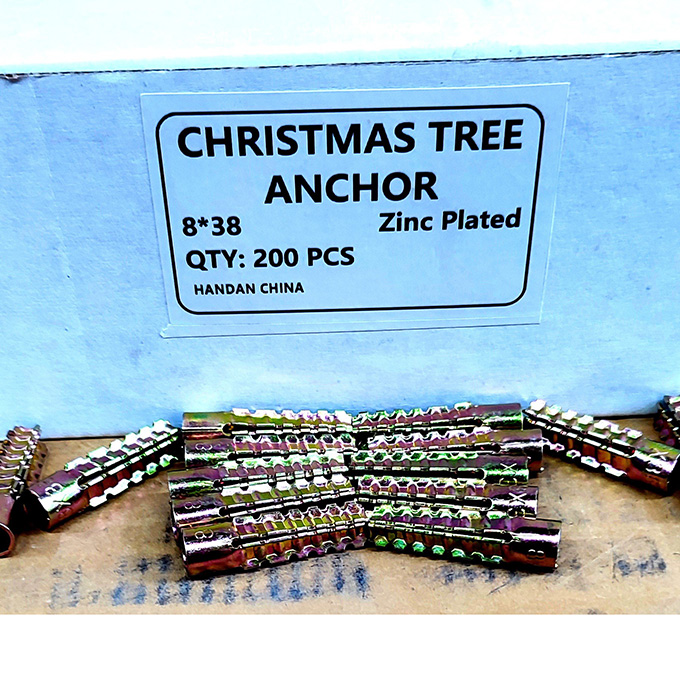 CHRISTMAS TREE
ANCHOR
8*38 Zinc Plated
QTY: 200 PCS
HANDAN CHINA